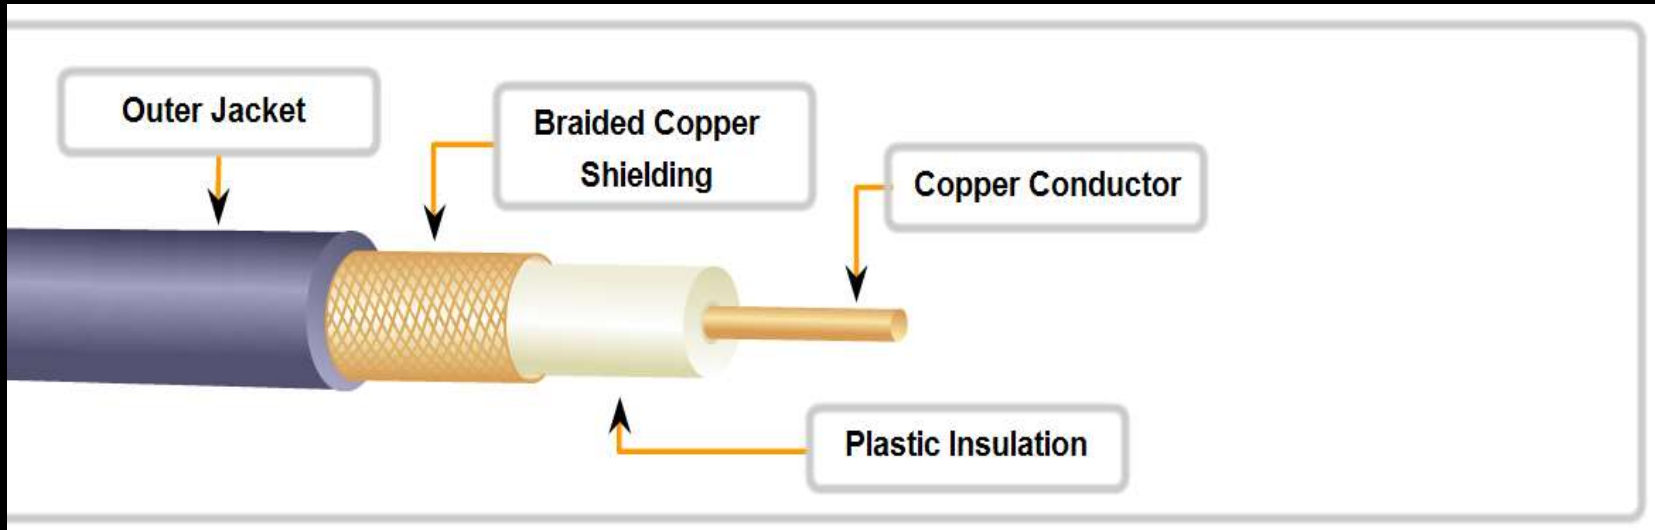 Outer Jacket
Braided Copper
Shielding
Copper Conductor
Plastic Insulation